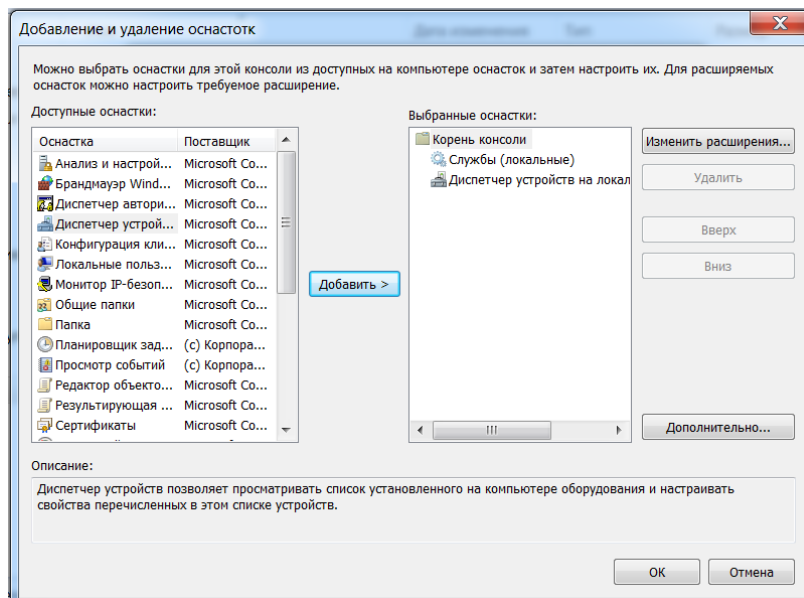 Добавление и удаление оснастотк
Дата изменения Тип
Можно выбрать оснастки для этой консоли из доступных на компьютере оснасток и затем настроить их. Для расширяемых
оснасток можно настроить требуемое расширение.
Доступные оснастки:
Оснастка Поставщик
Анализ и настрой... Microsoft Co...
Брандмауэр Wind... Microsoft Co...
Диспетчер автори... Microsoft Co...
Диспетчер устрой... Microsoft Co...
Конфигурация кли... Microsoft Co...
Локальные польз... Microsoft Co...
Монитор IP-безоп... Microsoft Co...
Общие папки Microsoft Co...
Папка Microsoft Co...
Планировщик зад... (с) Корпора...
Просмотр событий (с) Корпора...
Редактор объекто... Microsoft Co...
Результирующая ... Microsoft Co...
Сертификаты Microsoft Co...
Добавить >
Выбранные оснастки:
Корень консоли
Службы (локальные)
Диспетчер устройств на локал
Изменить расширения...
Удалить
Вверх
Вниз
Дополнительно...
Описание:
Диспетчер устройств позволяет просматривать список установленного на компьютере оборудования и настраивать
свойства перечисленных в этом списке устройств.
ОК Отмена